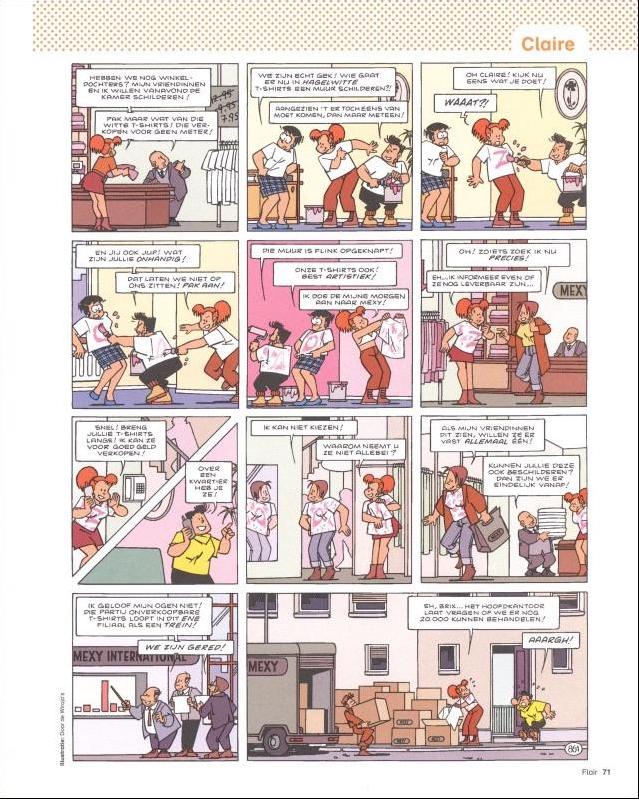 Claire
HEBBEN WE NOG WINKEL-
DOCHTERS? MIJN VRIENDINNEN
EN IK WILLEN VANAVOND DE
KAMER SCHILDEREN!
PAK MAAR WAT VAN DIE
WITTE T-SHIRTS! DIE VER-
KOPEN VOOR GEEN METER!
7.95
WE ZIJN ECHT GEK! WIE GAAT
ER NU IN HAGELWITTE
T-SHIRTS EEN MUUR SCHILDEREN?!
AANGEZIEN 'T ER TOCH EENS VAN
MOET KOMEN, DAN MAAR METEEN!
OH CLAIRE! KIJK NU
EENS WAT JE DOET!
WAAAT?!
EN JIJ OOK JUP! WAT
ZIJN JULLIE ONHANDIG!
DAT LATEN WE NIET OP
ONS ZITTEN! PAK AAN!
DIE MUUR IS FLINK OPGEKNAPT!
ONZE T-SHIRTS OOK!
BEST ARTISTIEK!
IK DOE DE MIJNE MORGEN
AAN NAAR MEXY!
OH! ZOIETS ZOEK IK NU
PRECIES!
EH...IK INFORMEER EVEN OF
ZE NOG LEVERBAAR ZIJN...
MEXY
SNEL! BRENG
JULLIE T-SHIRTS
LANGS! IK KAN ZE
VOOR GOED GELD
VERKOPEN!
OVER
EEN
KWARTIER
HEB JE
ZE!
IK KAN NIET KIEZEN!
WAAROM NEEMT U
ZE NIET ALLEBEI?
ALS MIJN VRIENDINNEN
DIT ZIEN, WILLEN ZE ER
VAST ALLEMAAL EEN!
KUNNEN JULLIE DEZE
OOK BESCHILDEREN?
DAN ZIJN WE ER
EINDELIJK VANAF!
IK GELOOF MIJN OGEN NIET!
DIE PARTIJ ONVERKOOPBARE
T-SHIRTS LOOPT IN DIT ENE
FILIAAL ALS EEN TREIN!
WE ZIJN GERED!
MEXY INTERNATIONAL
EH, BRIX... HET HOOFDKANTOOR
LAAT VRAGEN OF WE ER NOG
20.000 KUNNEN BEHANDELEN!
AAARGH!
MEXY
MEXY
MEXY
MEXY
861
Illustratie: Door de Wiroja's
Flair 71